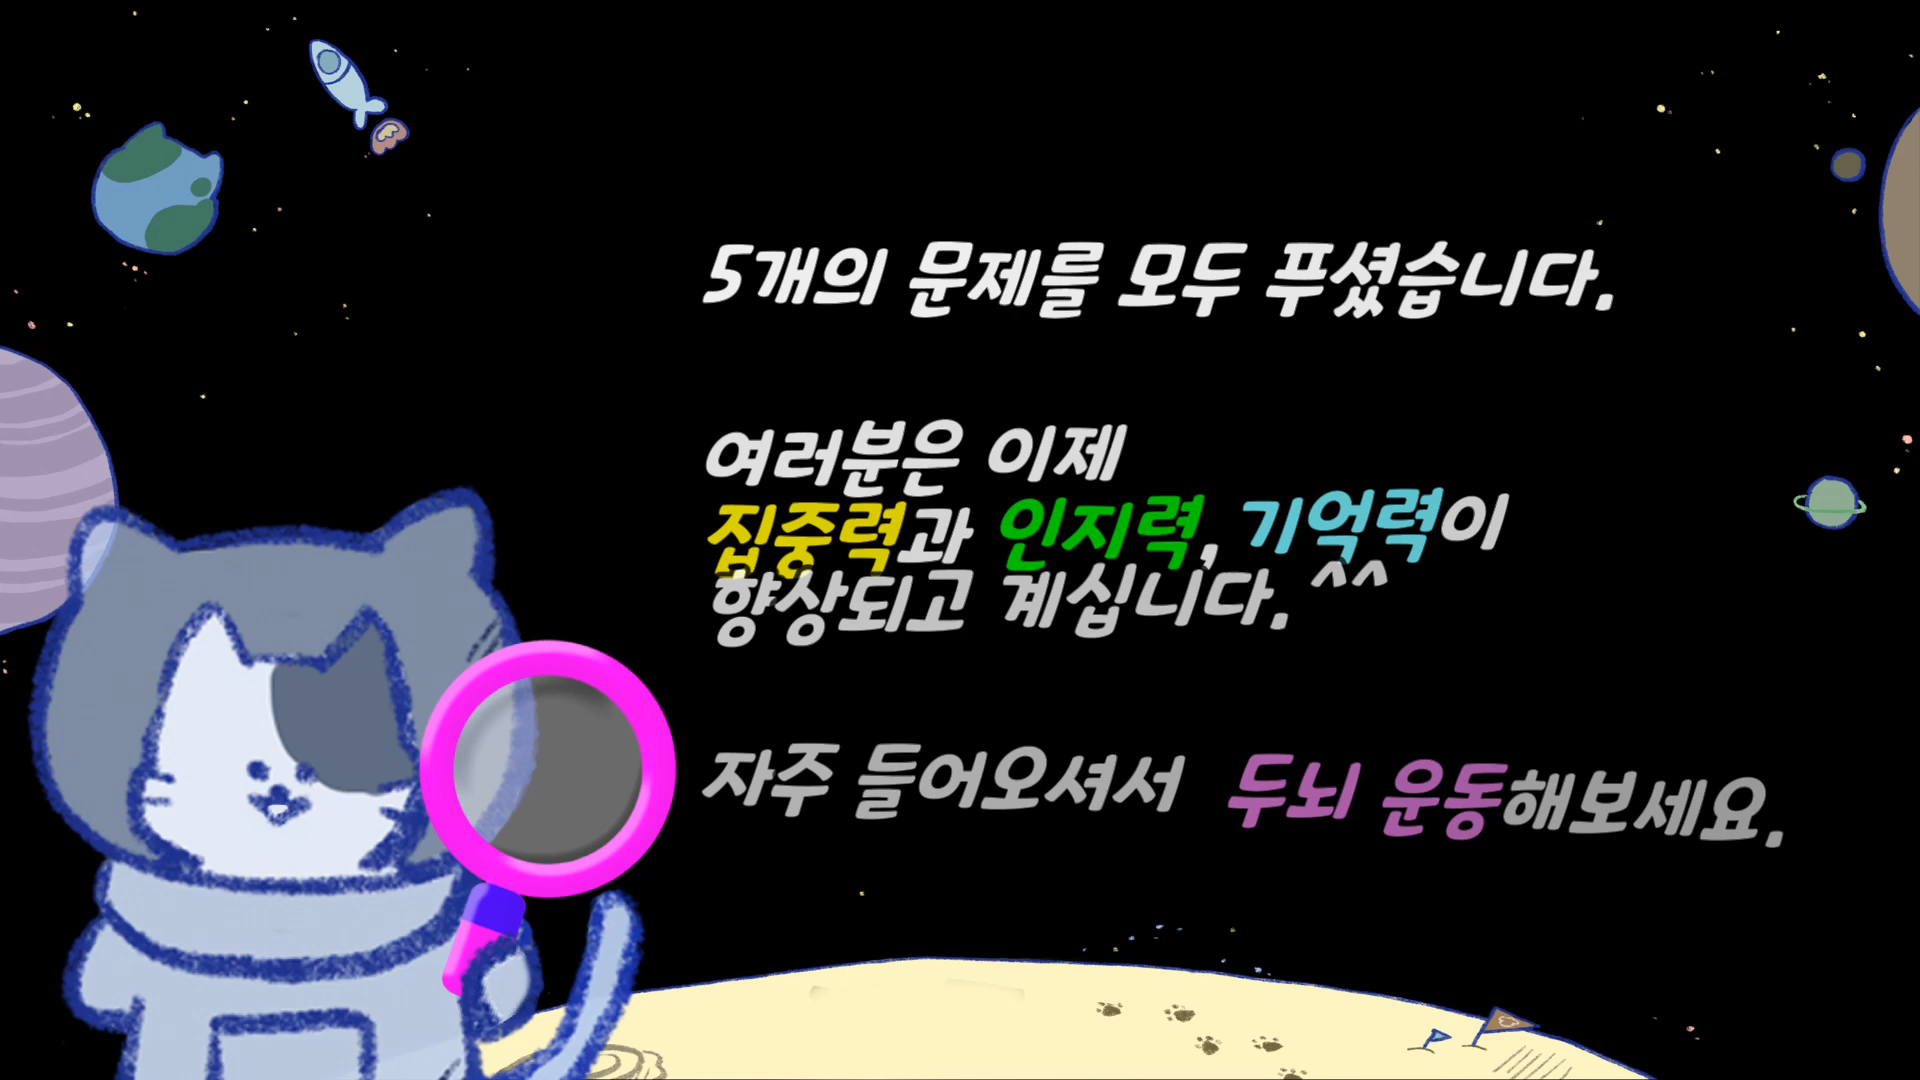 5개의 문제를 모두 푸셨습니다.
여러분은 이제
집중력과 인지력, 기억력이
향상되고 계십니다. ^^
자주 들어오셔서 두뇌 운동해보세요.